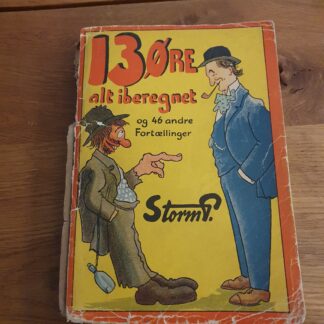 13 ØRE
alt iberegnet
og 46 andre
Fortællinger
Storm P.